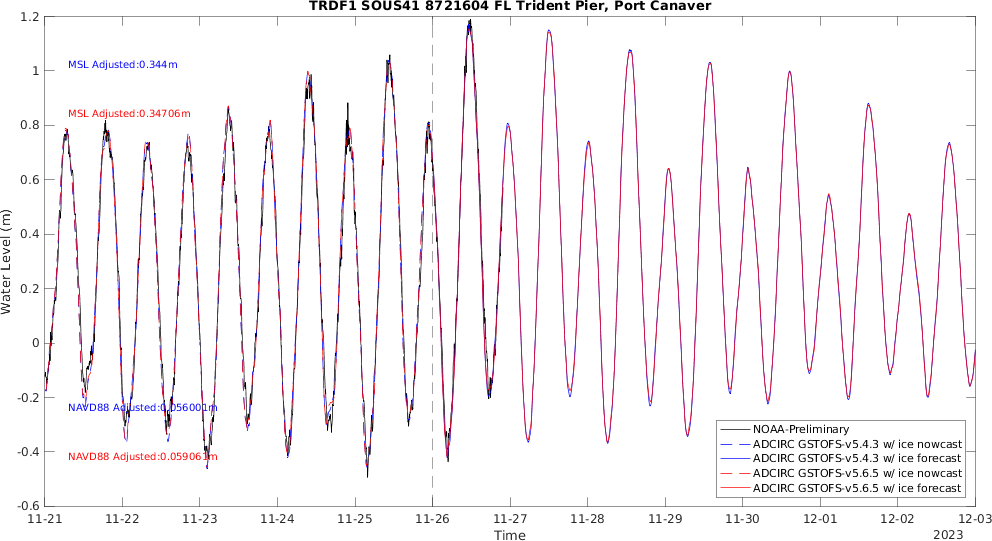 TRDF1 SOUS41 8721604 FL Trident Pier, Port Canaver
1.2
1
0.8
0.6
0.4
0.2
0
-0.2
-0.4
-0.6
Water Level (m)
MSL Adjusted:0.344m
MSL Adjusted:0.34706m
NAVD88 Adjusted:0.056001m
NAVD88 Adjusted:0.059061m
NOAA-Preliminary
ADCIRC GSTOFS-v5.4.3 w/ ice nowcast
ADCIRC GSTOFS-v5.4.3 w/ ice forecast
ADCIRC GSTOFS-v5.6.5 w/ ice nowcast
ADCIRC GSTOFS-v5.6.5 w/ ice forecast
11-21 11-22 11-23 11-24 11-25 11-26 11-27 11-28 11-29 11-30 12-01 12-02 12-03
Time
2023